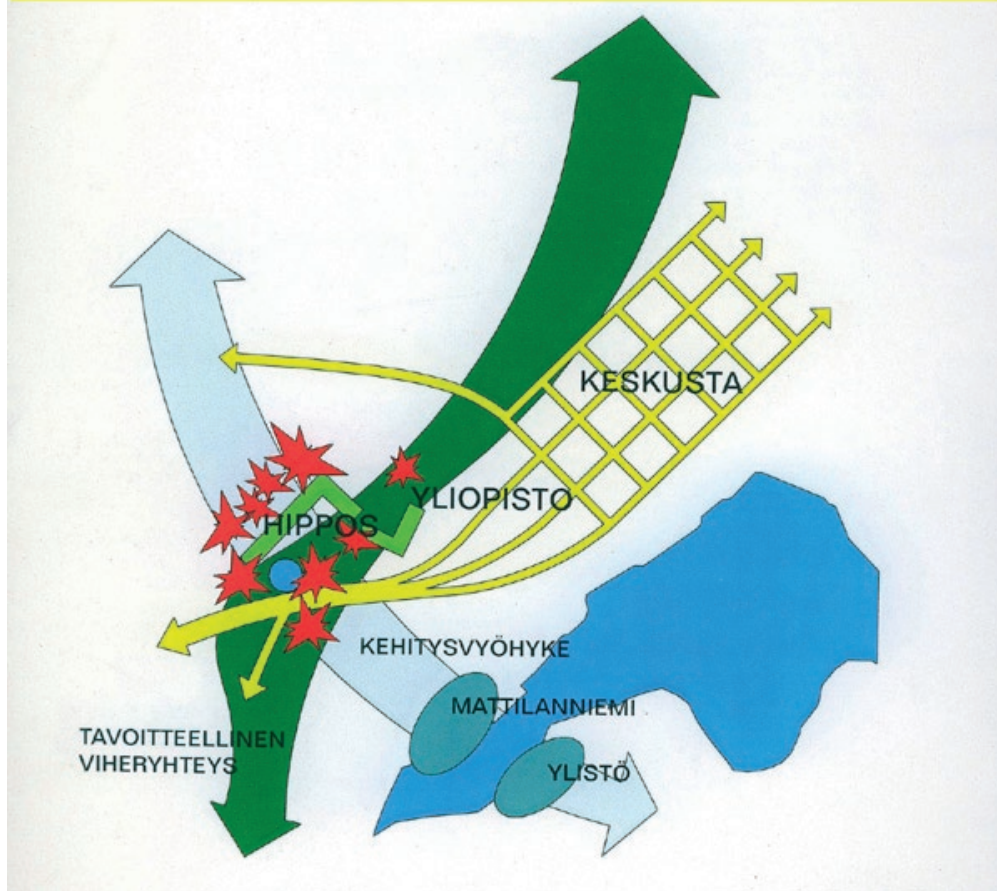 KESKUSTA
YLIOPISTO
HIPPOS
KEHITYSVYÖHYKE
MATTILANNIEMI
TAVOITTEELLINEN
VIHERYHTEYS
YLISTÖ